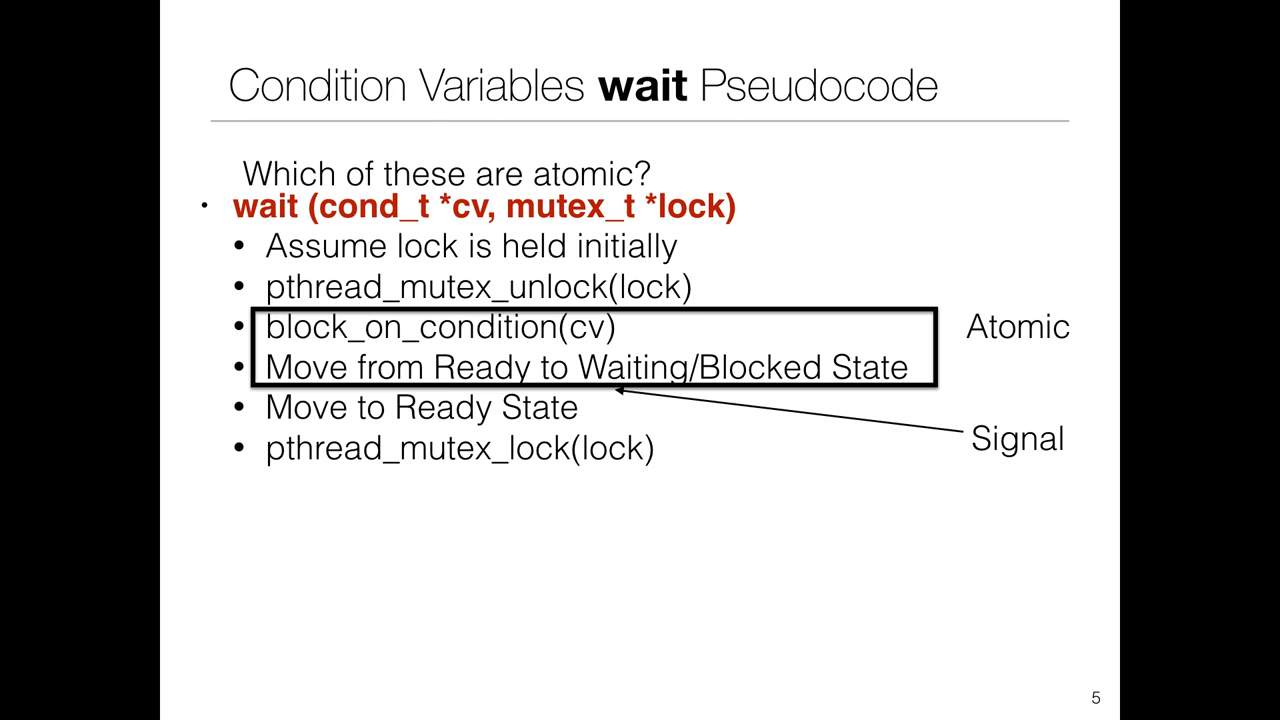 Condition Variables wait Pseudocode
Which of these are atomic?
• wait (cond_t *cv, mutex_t *lock)
• Assume lock is held initially
• pthread_mutex_unlock(lock)
• block_on_condition(cv)
Atomic
• Move from Ready to Waiting/Blocked State
• Move to Ready State
Signal
• pthread_mutex_lock(lock)
5